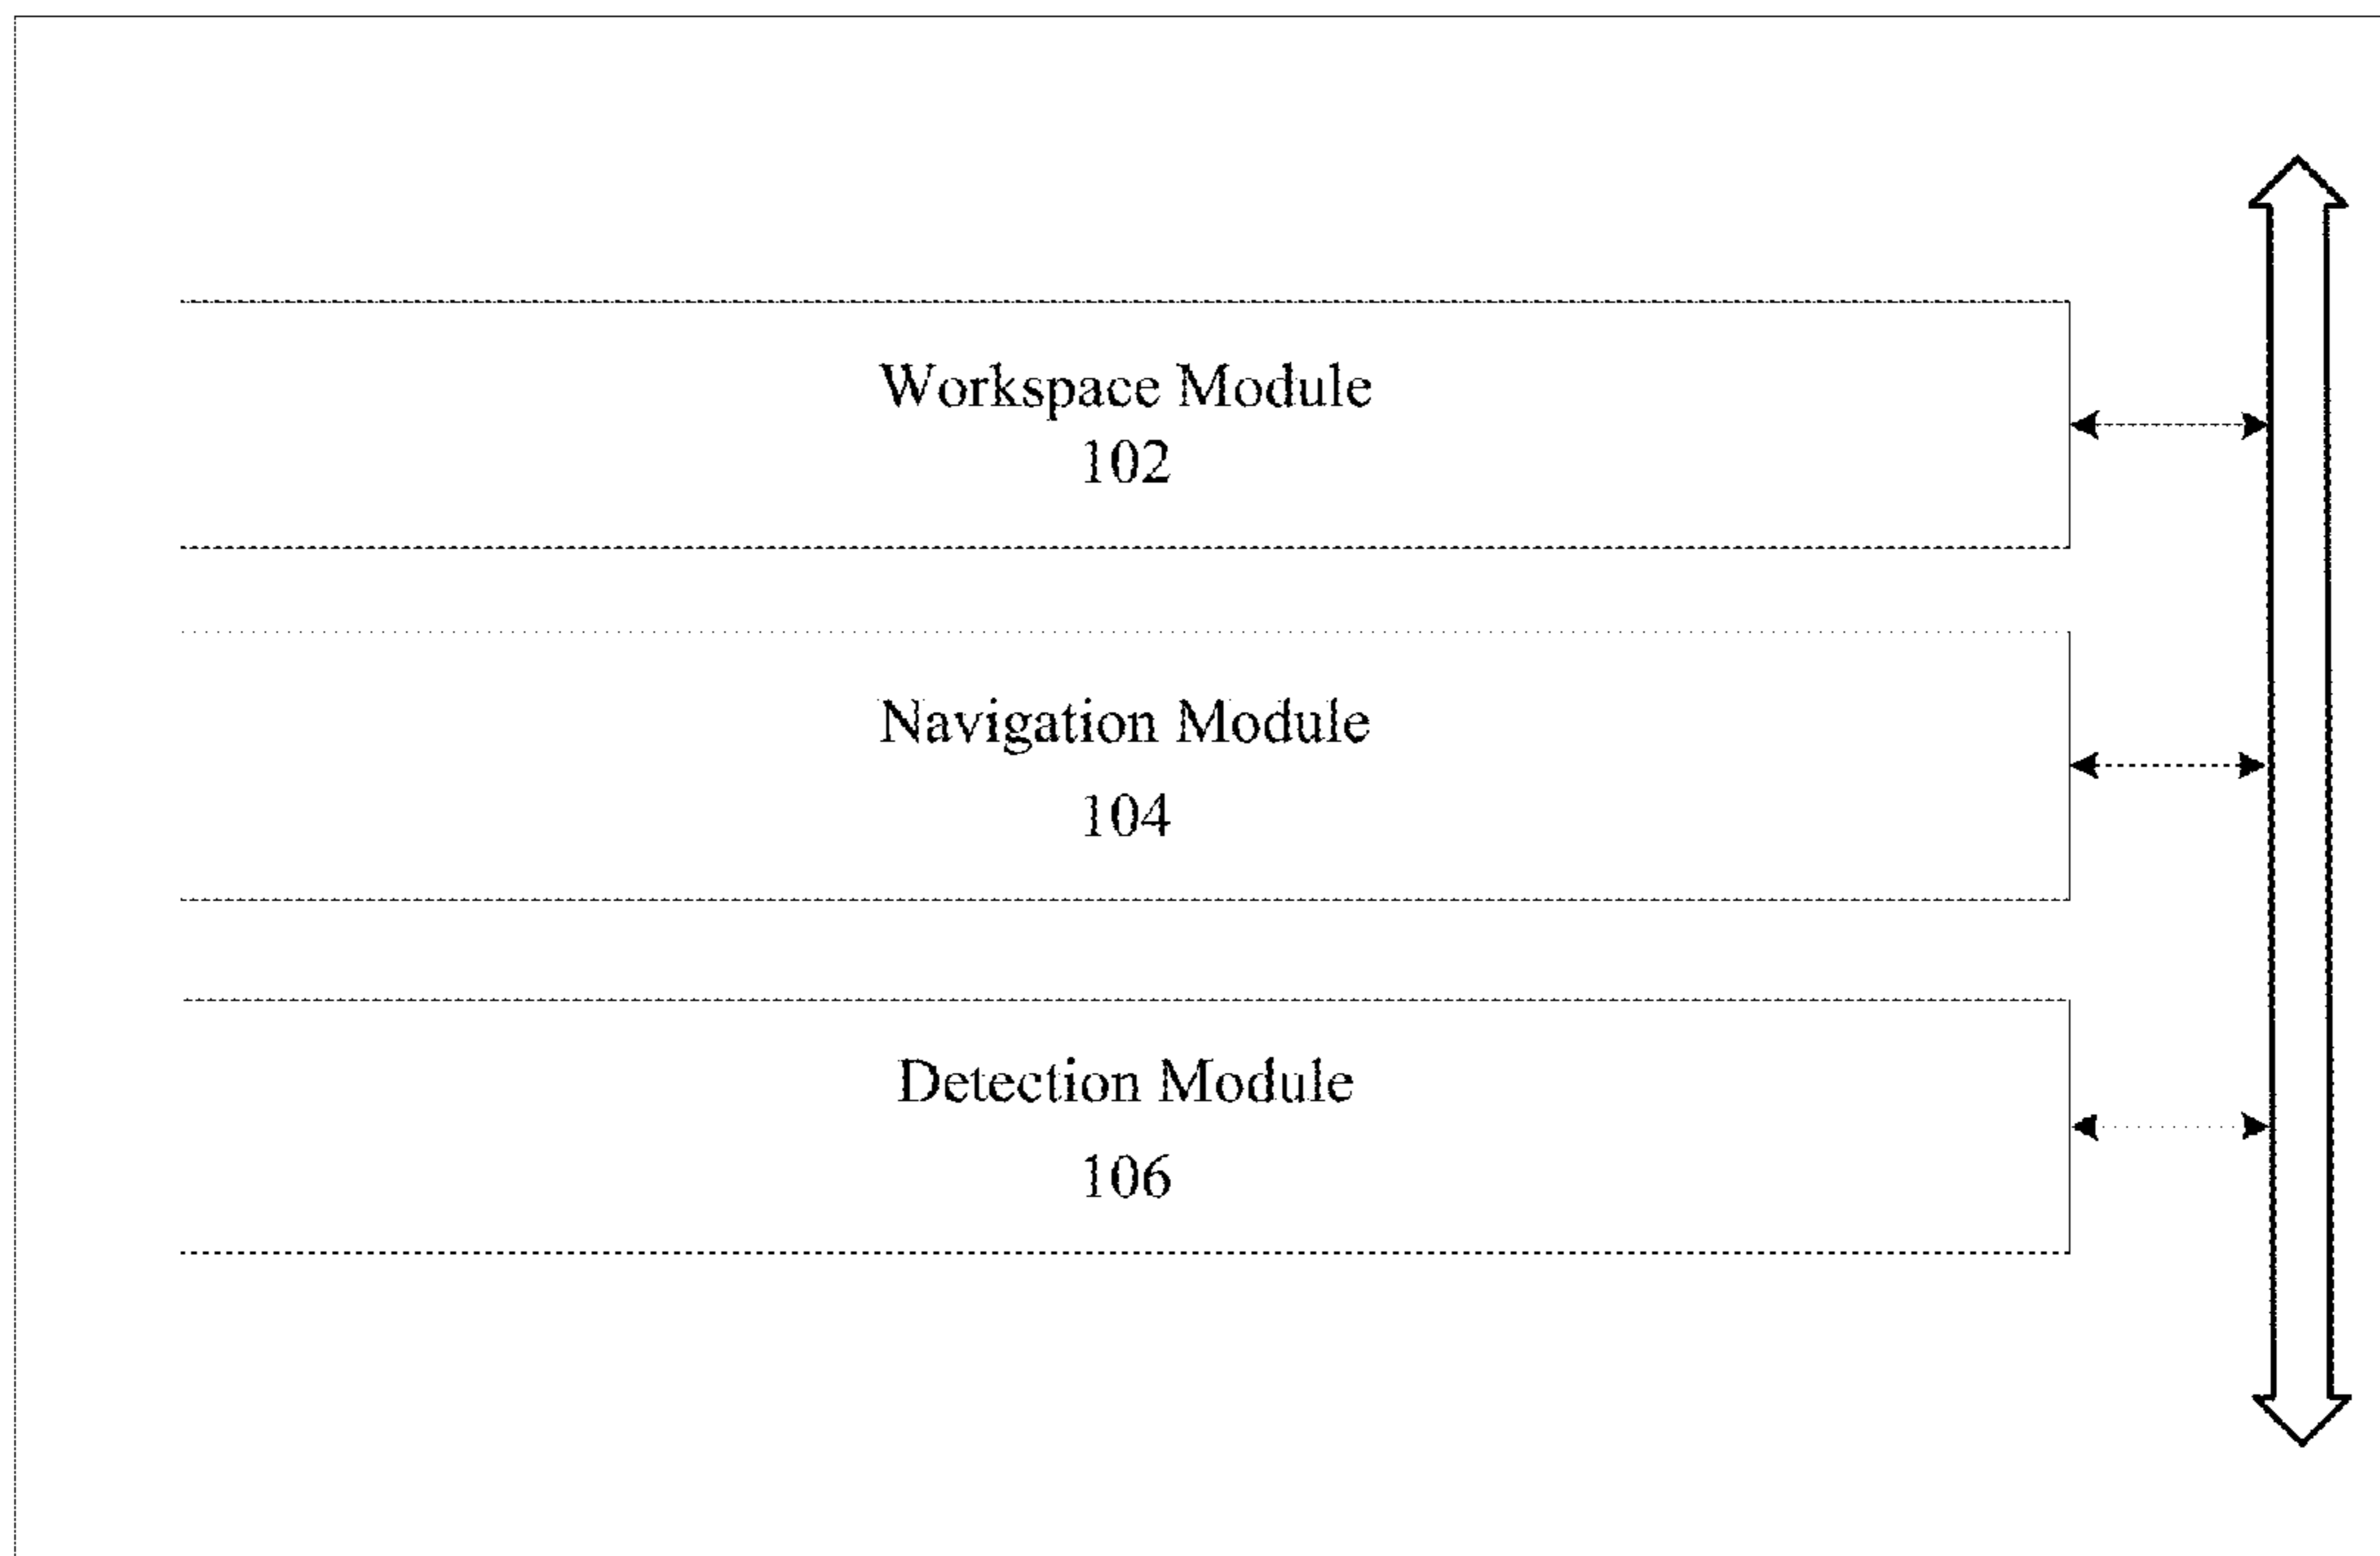 Workspace Module
102
Navigation Module
104
Detection Module
106